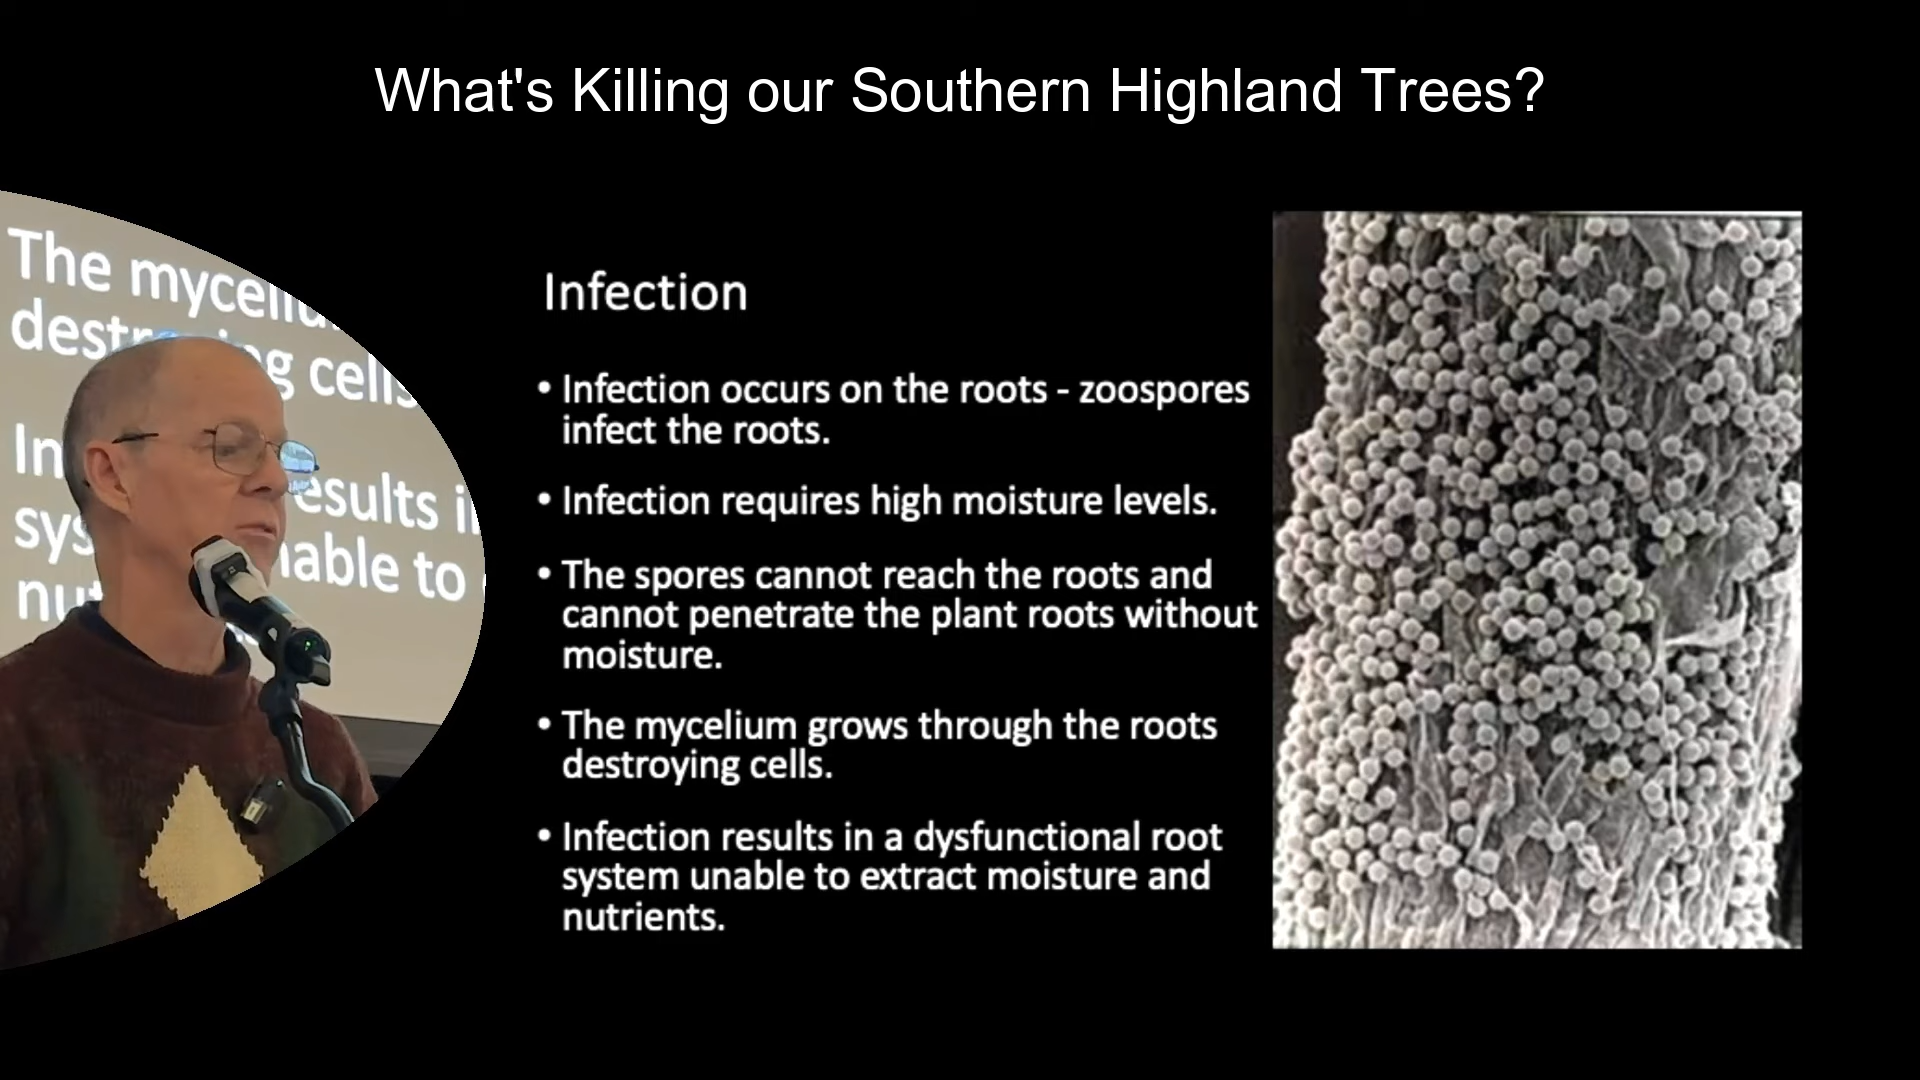 What's Killing our Southern Highland Trees?
The mycelium
destroying cells
In esults in
sys nable to
nut
Infection
• Infection occurs on the roots - zoospores
infect the roots.
• Infection requires high moisture levels.
• The spores cannot reach the roots and
cannot penetrate the plant roots without
moisture.
• The mycelium grows through the roots
destroying cells.
• Infection results in a dysfunctional root
system unable to extract moisture and
nutrients.